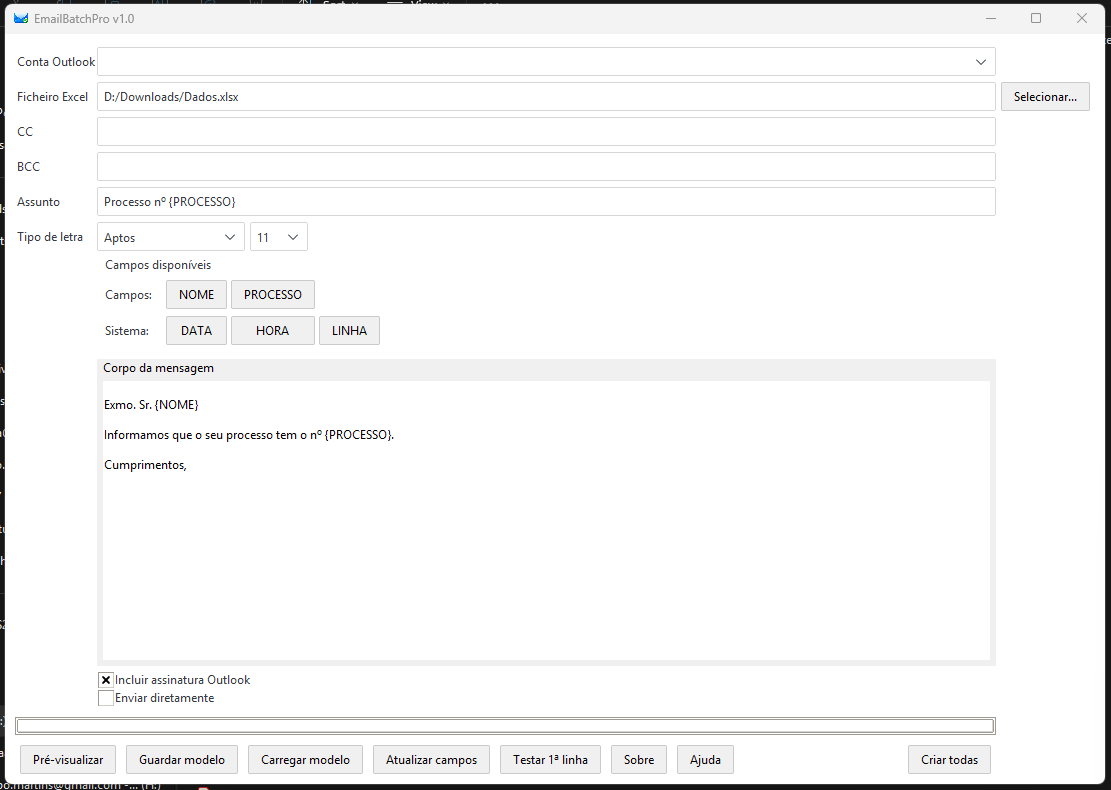 EmailBatchPro v1.0
Conta Outlook
Ficheiro Excel D:/Downloads/Dados.xlsx Selecionar...
CC
BCC
Assunto Processo nº {PROCESSO}
Tipo de letra Aptos 11
Campos disponíveis
Campos: NOME PROCESSO
Sistema: DATA HORA LINHA
Corpo da mensagem
Exmo. Sr. {NOME}
Informamos que o seu processo tem o nº {PROCESSO}.
Cumprimentos,
Incluir assinatura Outlook
Enviar diretamente
Pré-visualizar Guardar modelo Carregar modelo Atualizar campos Testar 1ª linha Sobre Ajuda Criar todas